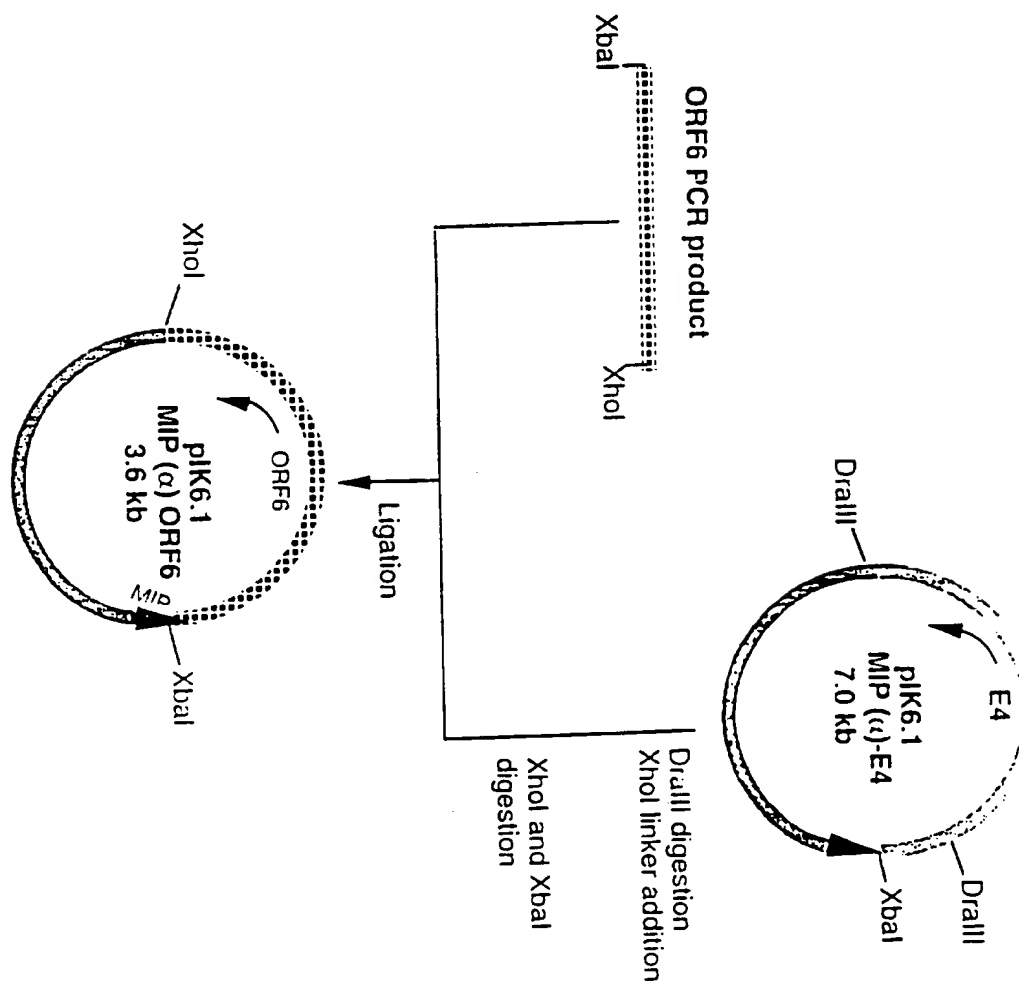 ORF6 PCR product
XbaI
XhoI
DraIII
DraIII
XbaI
E4
pIK6.1
MIP (α)-E4
7.0 kb
DraIII digestion
XhoI linker addition
XhoI and XbaI
digestion
Ligation
XhoI
XbaI
ORF6
pIK6.1
MIP (α) ORF6
3.6 kb
MIP